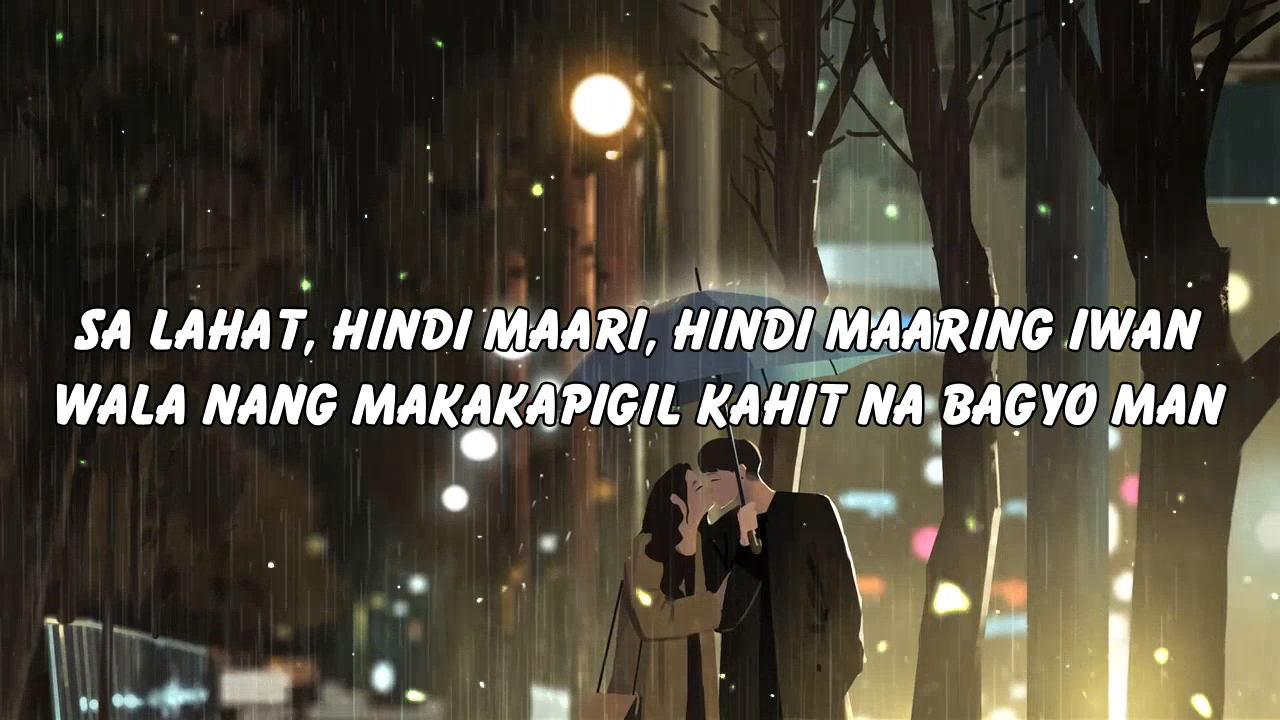 SA LAHAT, HINDI MAARI, HINDI MAARING IWAN
WALA NANG MAKAKAPIGIL KAHIT NA BAGYO MAN